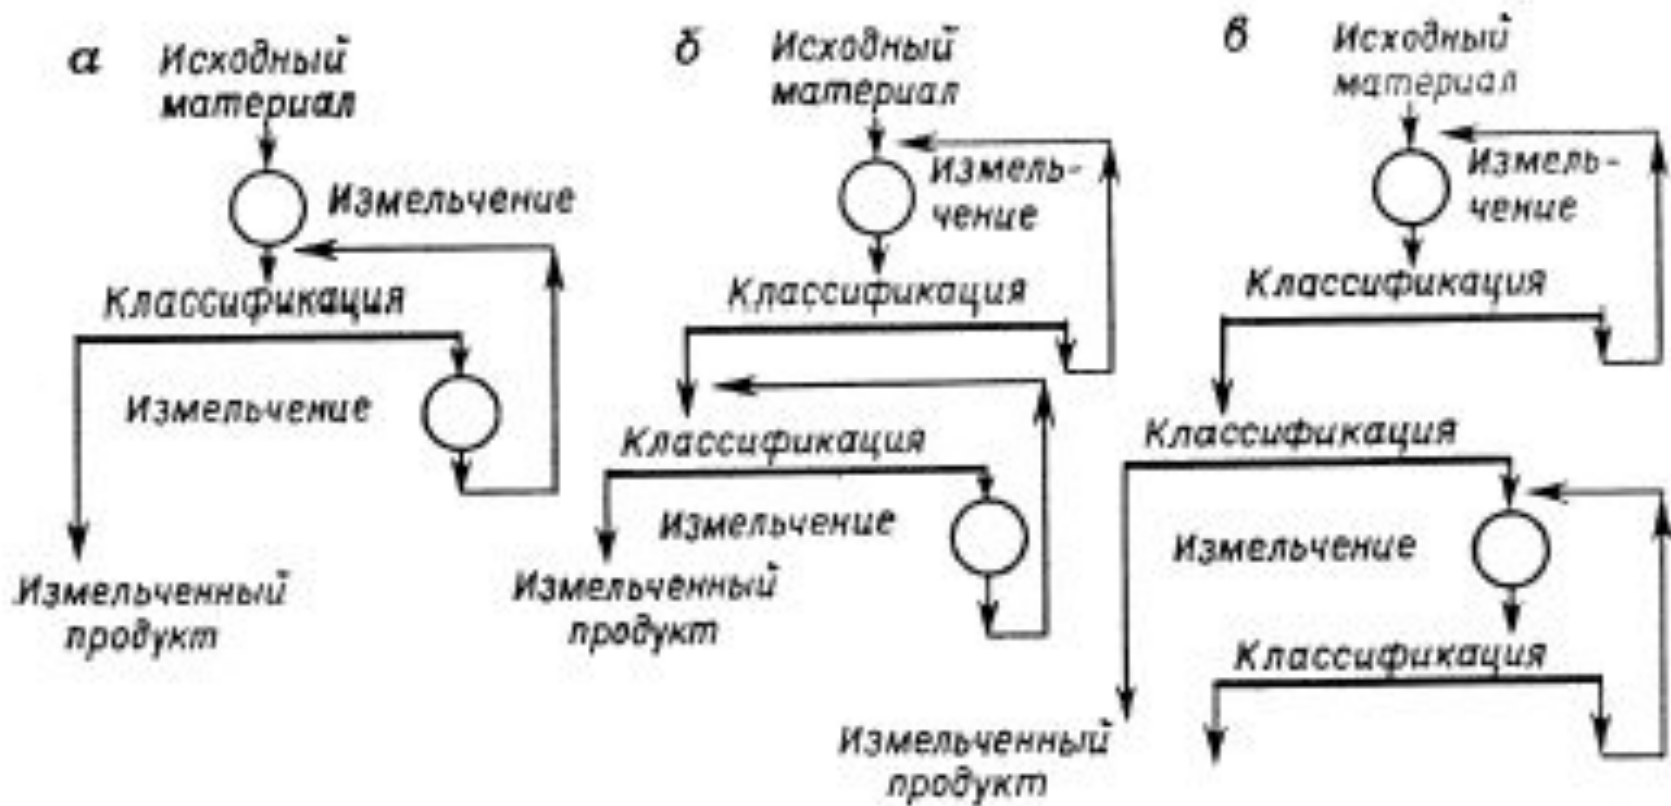 а
Исходный
материал
Измельчение
Классификация
Измельчение
Измельченный
продукт
б
Исходный
материал
Измель-
чение
Классификация
Классификация
Измельчение
Измельченный
продукт
в
Исходный
материал
Измель-
чение
Классификация
Классификация
Измельчение
Классификация
Измельченный
продукт